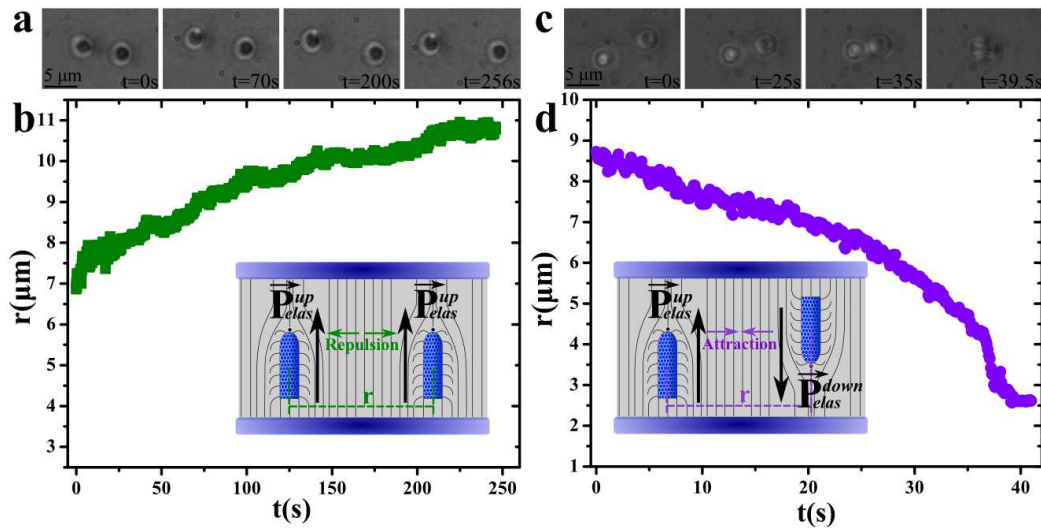 a
5 μm
t=0s
t=70s
t=200s
t=256s
c
5 μm
t=0s
t=25s
t=35s
t=39.5s
b
r(μm)
11
10
9
8
7
6
5
4
3
P up elas
P up elas
Repulsion
r
0
50
100
150
200
250
t(s)
d
r(μm)
10
9
8
7
6
5
4
3
2
1
P up elas
Attraction
P down elas
r
0
10
20
30
40
t(s)